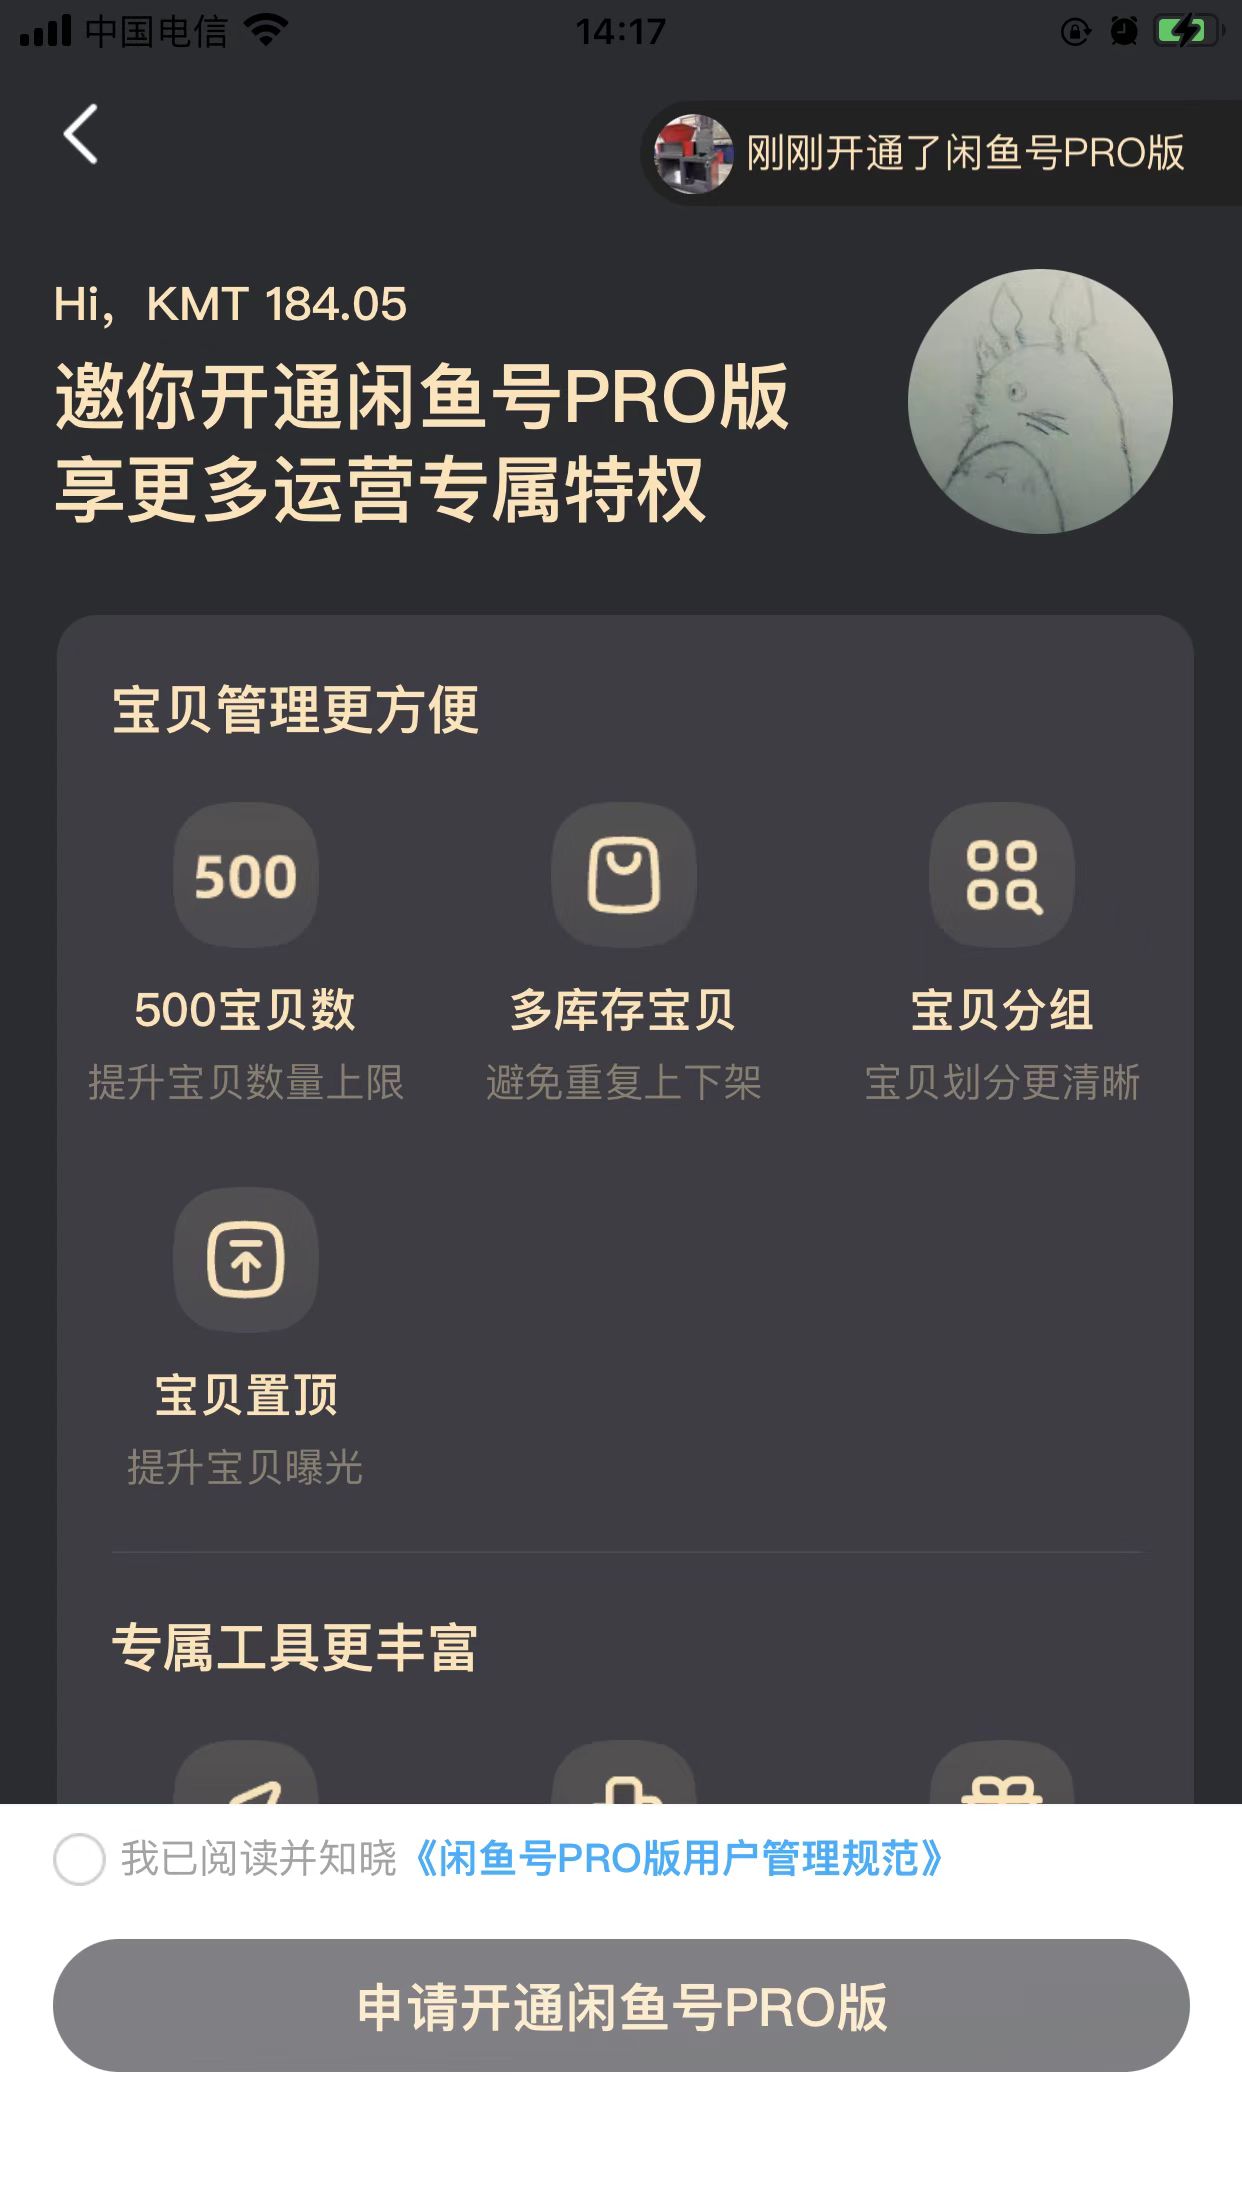 中国电信
14:17
刚刚开通了闲鱼号PRO版
Hi，KMT 184.05
邀你开通闲鱼号PRO版
享更多运营专属特权
宝贝管理更方便
500
500宝贝数
多库存宝贝
宝贝分组
提升宝贝数量上限
避免重复上下架
宝贝划分更清晰
宝贝置顶
提升宝贝曝光
专属工具更丰富
我已阅读并知晓《闲鱼号PRO版用户管理规范》
申请开通闲鱼号PRO版